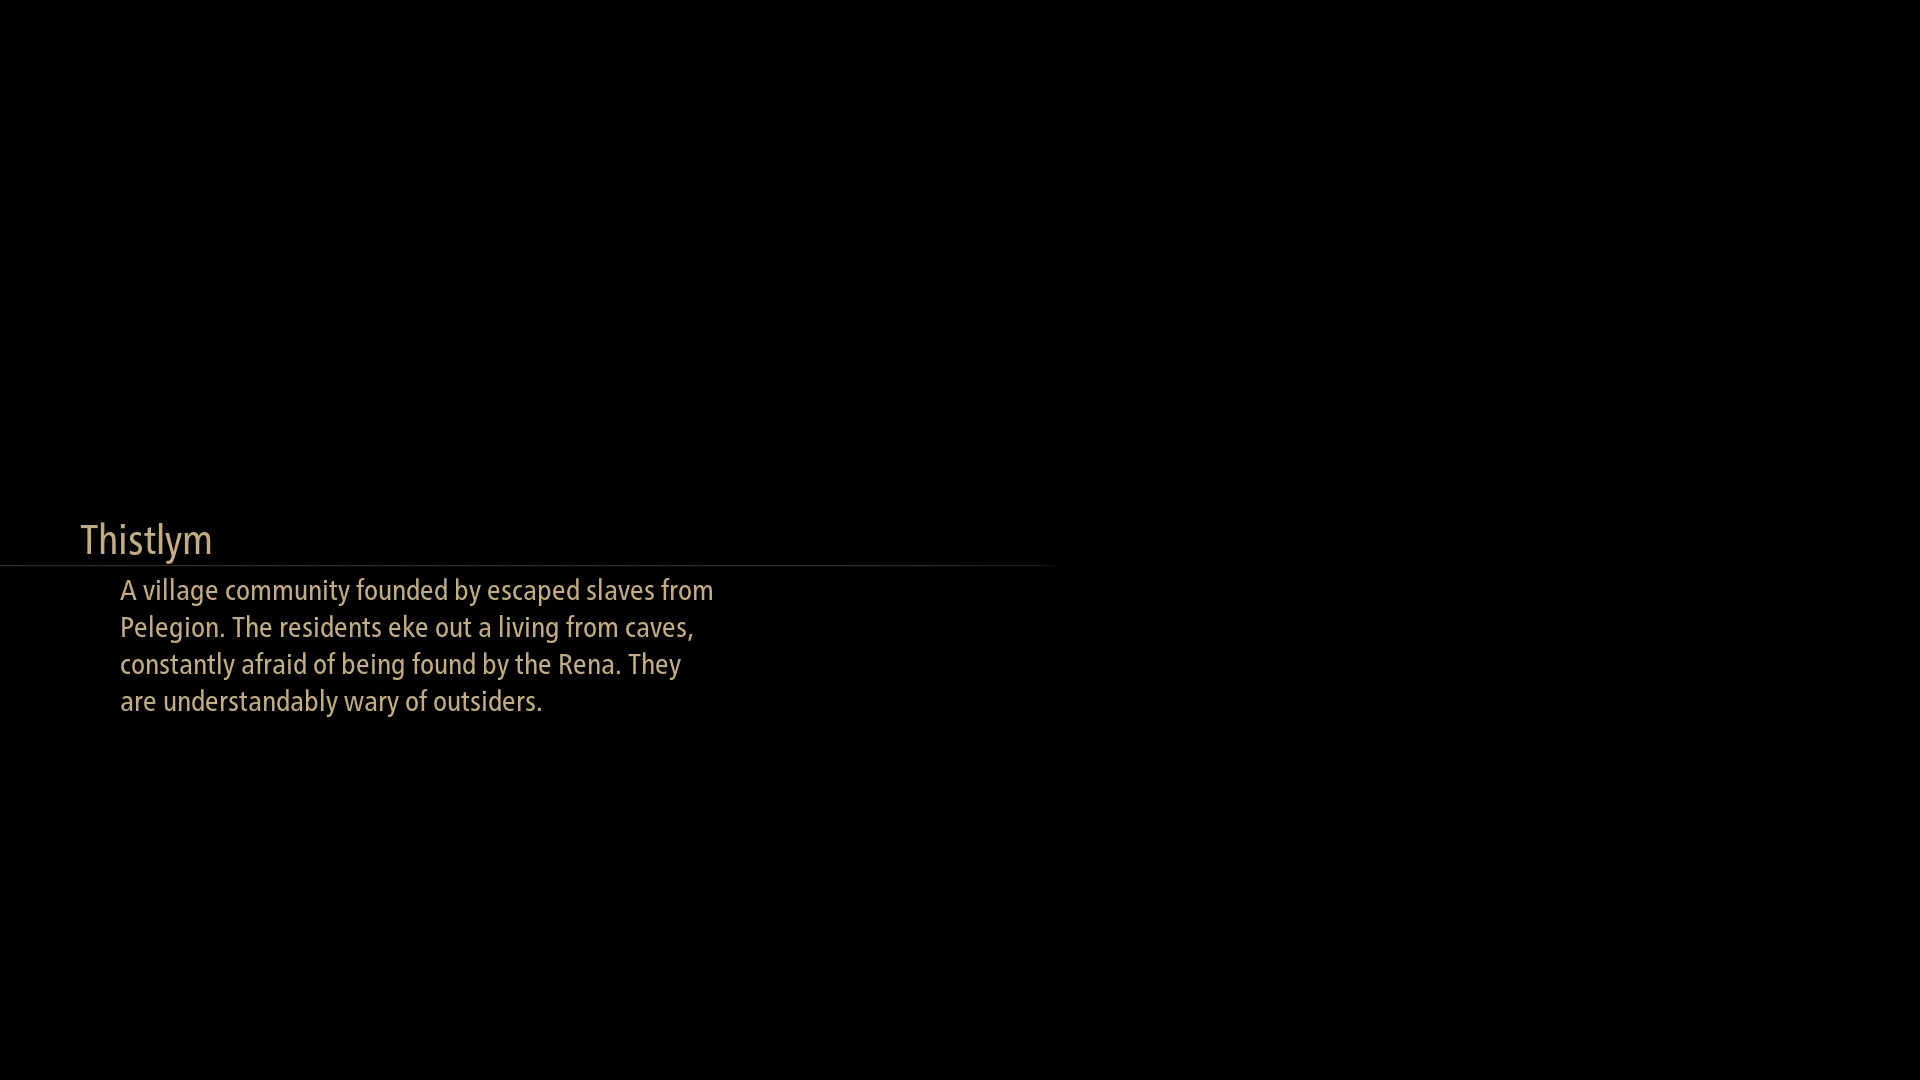 Thistlym
A village community founded by escaped slaves from
Pelegion. The residents eke out a living from caves,
constantly afraid of being found by the Rena. They
are understandably wary of outsiders.